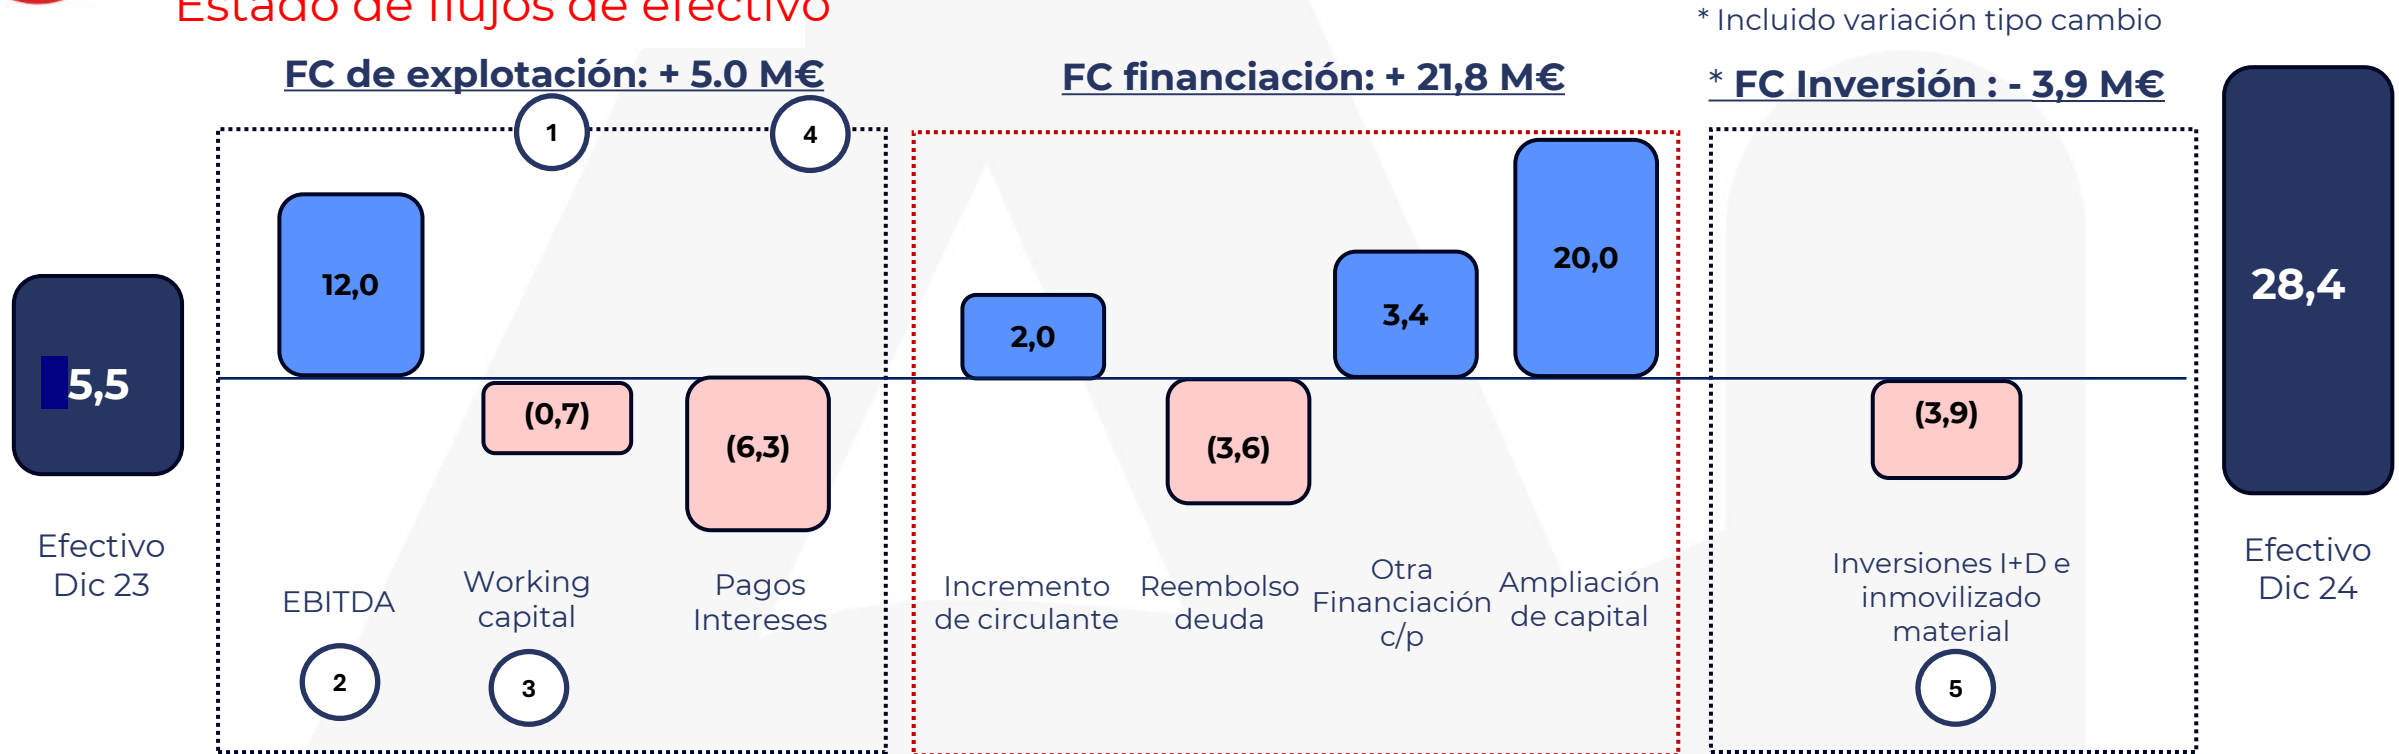 Estado de flujos de efectivo
* Incluido variación tipo cambio
FC de explotación: + 5.0 M€
FC financiación: + 21,8 M€
* FC Inversión : - 3,9 M€
1
4
12,0
20,0
28,4
3,4
2,0
5,5
(0,7)
(6,3)
(3,6)
(3,9)
Efectivo
Dic 23
EBITDA
Working
capital
Pagos
Intereses
Incremento
de circulante
Reembolso
deuda
Otra
Financiación
c/p
Ampliación
de capital
Inversiones I+D e
inmovilizado
material
Efectivo
Dic 24
2
3
5